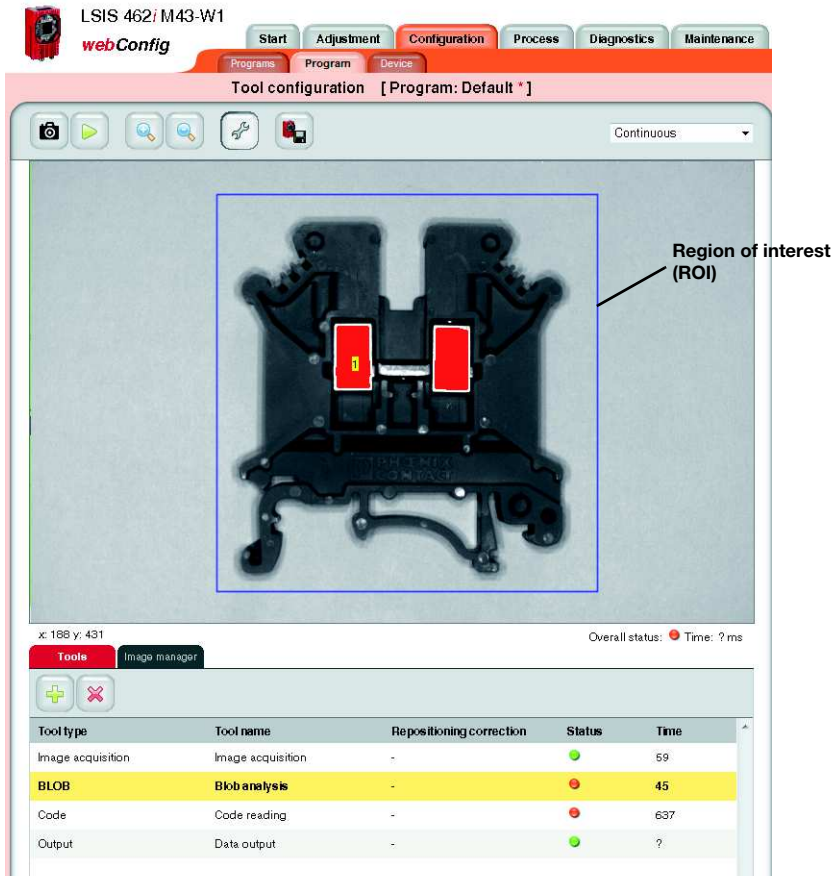 LSIS 462i M43-W1
webConfig
Start Adjustment Configuration Process Diagnostics Maintenance
Programs Program Device
Tool configuration [Program: Default *]
Continuous
Region of interest
(ROI)
1
PHŒNIX
CONTACT
x: 188 y: 431
Overall status: Time: ? ms
Tools Image manager
Tool type Tool name Repositioning correction Status Time
Image acquisition Image acquisition - 59
BLOB Blob analysis - 45
Code Code reading - 637
Output Data output - ?